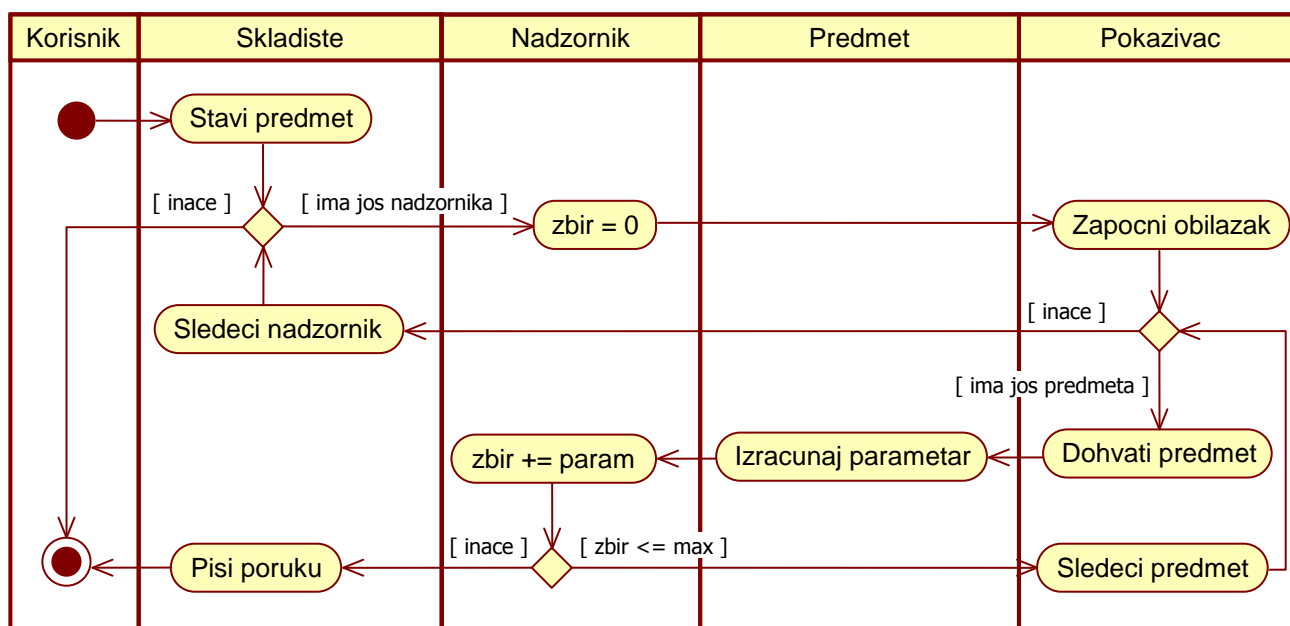 Korisnik
Skladiste
Nadzornik
Predmet
Pokazivac
Stavi predmet
[ inace ]
[ ima jos nadzornika ]
zbir = 0
Zapocni obilazak
Sledeci nadzornik
[ inace ]
[ ima jos predmeta ]
zbir += param
Izracunaj parametar
Dohvati predmet
[ inace ]
[ zbir <= max ]
Pisi poruku
Sledeci predmet